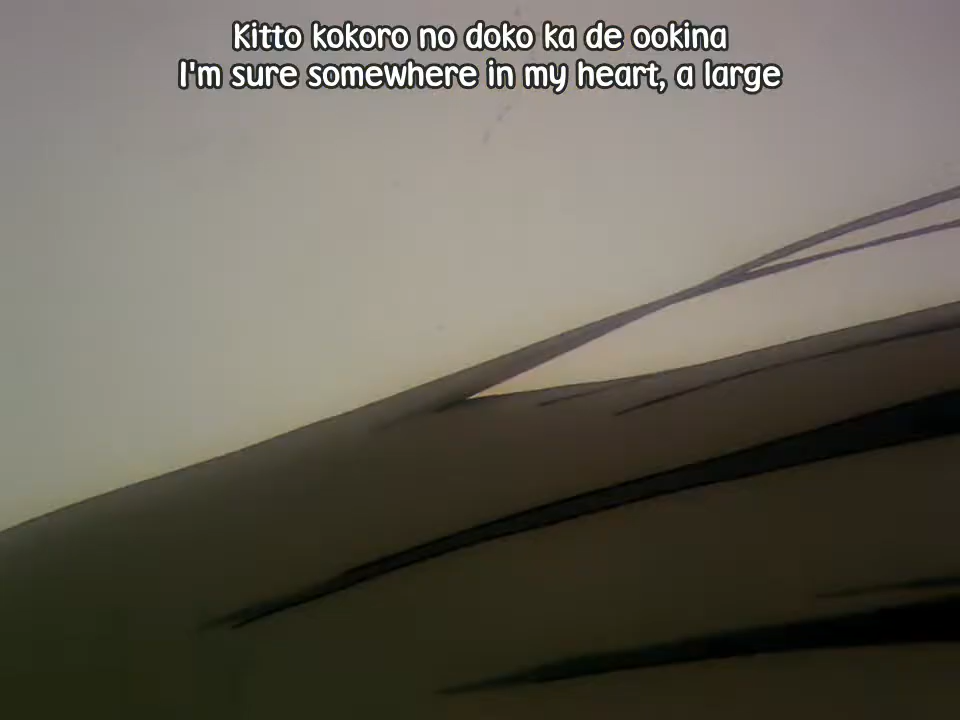 Kitto kokoro no doko ka de ookina
I'm sure somewhere in my heart, a large